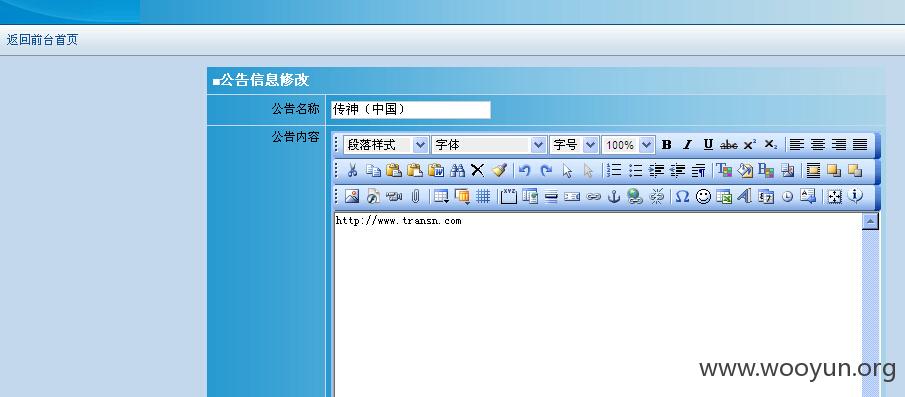 返回前台首页
■公告信息修改
公告名称 传神（中国）
公告内容
段落样式 字体 字号 100% B I U abc x² x₂
http://www.transn.com
www.wooyun.org